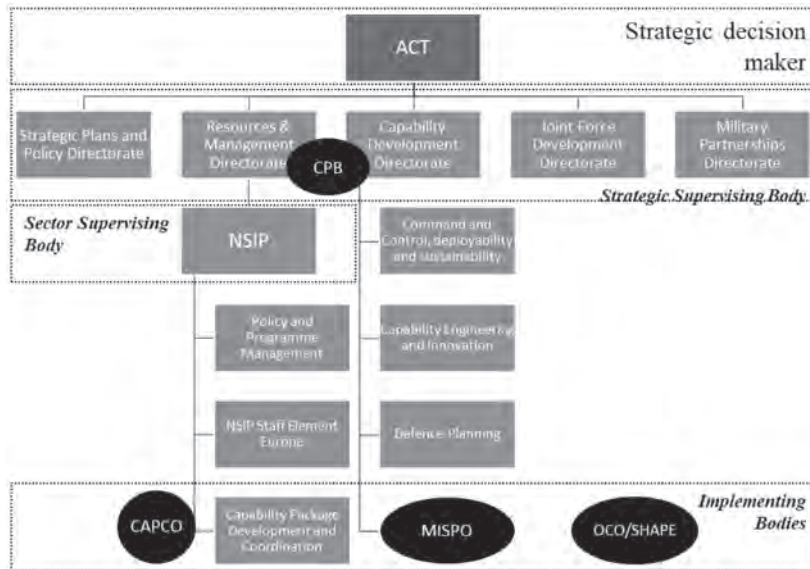 ACT
Strategic decision
maker
Strategic Plans and
Policy Directorate
Resources &
Management
Directorate
CPB
Capability
Development
Directorate
Joint Force
Development
Directorate
Military
Partnerships
Directorate
Strategic Supervising Body
Sector Supervising
Body
NSIP
Command and
Control, deployability
and sustainability
Policy and
Programme
Management
Capability Engineering
and Innovation
NSIP Staff Element
Europe
Defence Planning
CAPCO
Capability Package
Development and
Coordination
MISPO
OCO/SHAPE
Implementing
Bodies